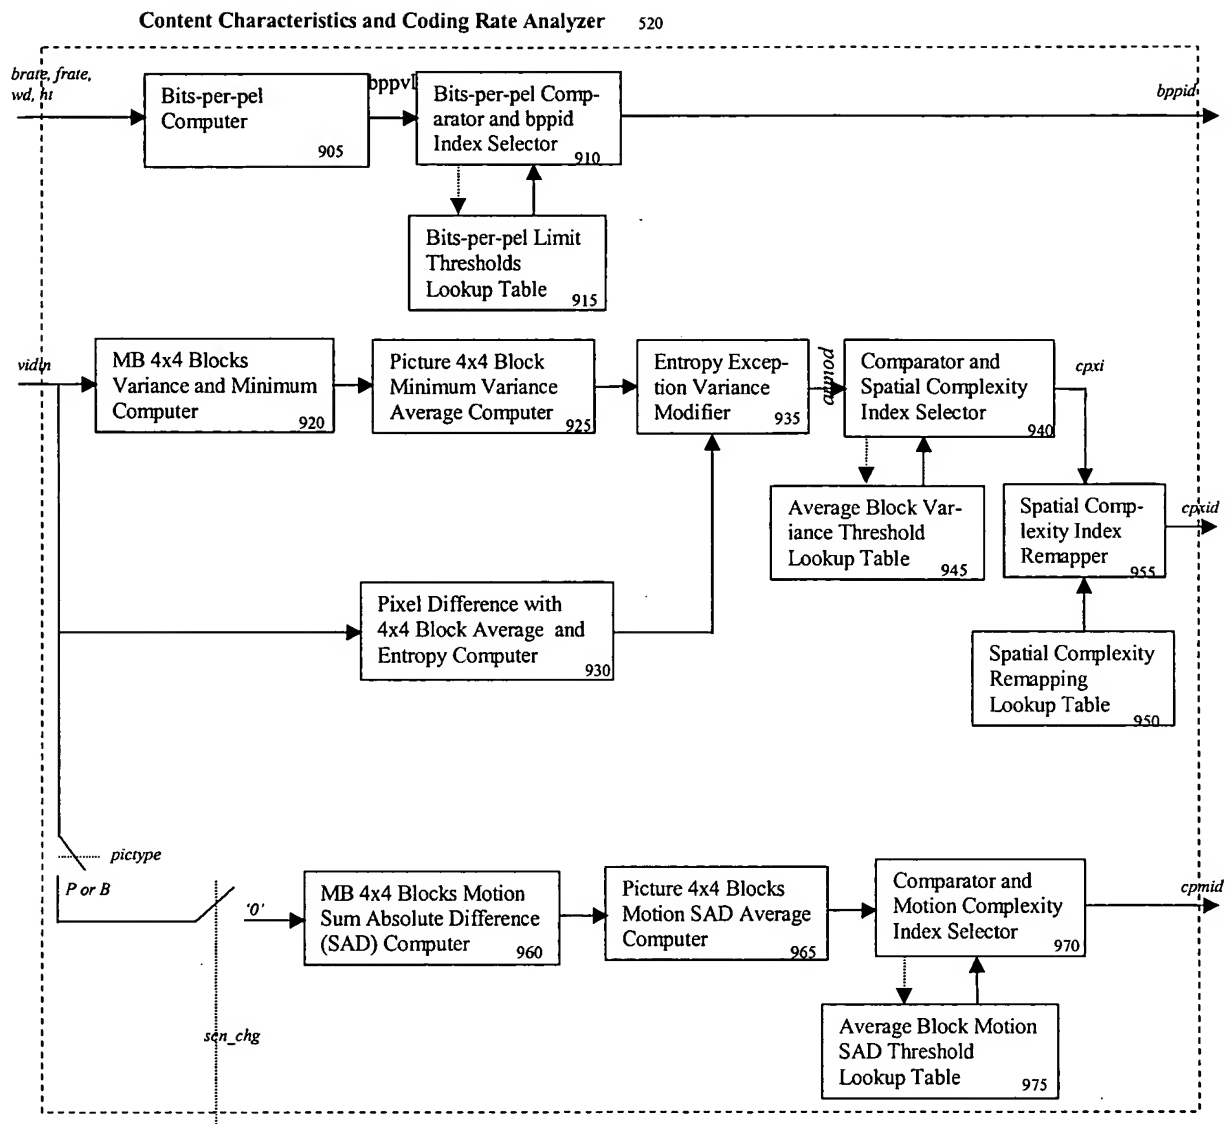 Content Characteristics and Coding Rate Analyzer 520
brate, frate,
wd, ht
Bits-per-pel
Computer
905
bppvl
Bits-per-pel Comp-
arator and bppid
Index Selector
910
bppid
Bits-per-pel Limit
Thresholds
Lookup Table
915
vidin
MB 4x4 Blocks
Variance and Minimum
Computer
920
Picture 4x4 Block
Minimum Variance
Average Computer
925
Entropy Excep-
tion Variance
Modifier
935
Comparator and
Spatial Complexity
Index Selector
940
cpxi
Average Block Var-
iance Threshold
Lookup Table
945
Spatial Comp-
lexity Index
Remapper
955
cpxid
Pixel Difference with
4x4 Block Average and
Entropy Computer
930
Spatial Complexity
Remapping
Lookup Table
950
pictype
P or B
'0'
MB 4x4 Blocks Motion
Sum Absolute Difference
(SAD) Computer
960
Picture 4x4 Blocks
Motion SAD Average
Computer
965
Comparator and
Motion Complexity
Index Selector
970
cpmid
scn_chg
Average Block Motion
SAD Threshold
Lookup Table
975